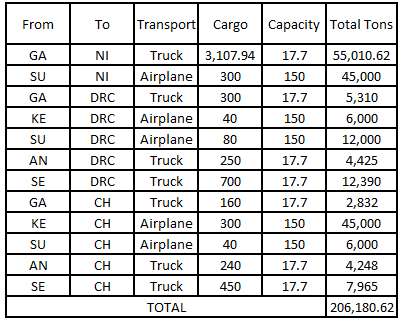 From To Transport Cargo Capacity Total Tons
GA NI Truck 3,107.94 17.7 55,010.62
SU NI Airplane 300 150 45,000
GA DRC Truck 300 17.7 5,310
KE DRC Airplane 40 150 6,000
SU DRC Airplane 80 150 12,000
AN DRC Truck 250 17.7 4,425
SE DRC Truck 700 17.7 12,390
GA CH Truck 160 17.7 2,832
KE CH Airplane 300 150 45,000
SU CH Airplane 40 150 6,000
AN CH Truck 240 17.7 4,248
SE CH Truck 450 17.7 7,965
TOTAL 206,180.62